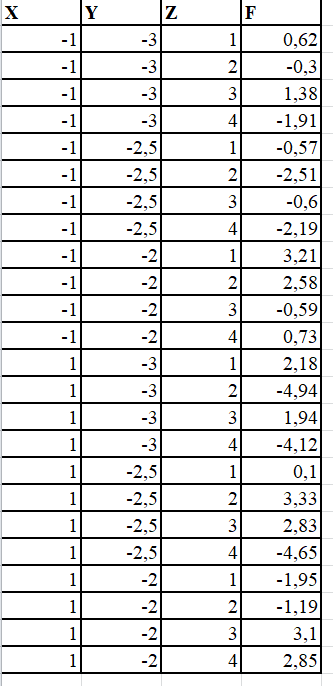 X Y Z F
-1 -3 1 0,62
-1 -3 2 -0,3
-1 -3 3 1,38
-1 -3 4 -1,91
-1 -2,5 1 -0,57
-1 -2,5 2 -2,51
-1 -2,5 3 -0,6
-1 -2,5 4 -2,19
-1 -2 1 3,21
-1 -2 2 2,58
-1 -2 3 -0,59
-1 -2 4 0,73
1 -3 1 2,18
1 -3 2 -4,94
1 -3 3 1,94
1 -3 4 -4,12
1 -2,5 1 0,1
1 -2,5 2 3,33
1 -2,5 3 2,83
1 -2,5 4 -4,65
1 -2 1 -1,95
1 -2 2 -1,19
1 -2 3 3,1
1 -2 4 2,85